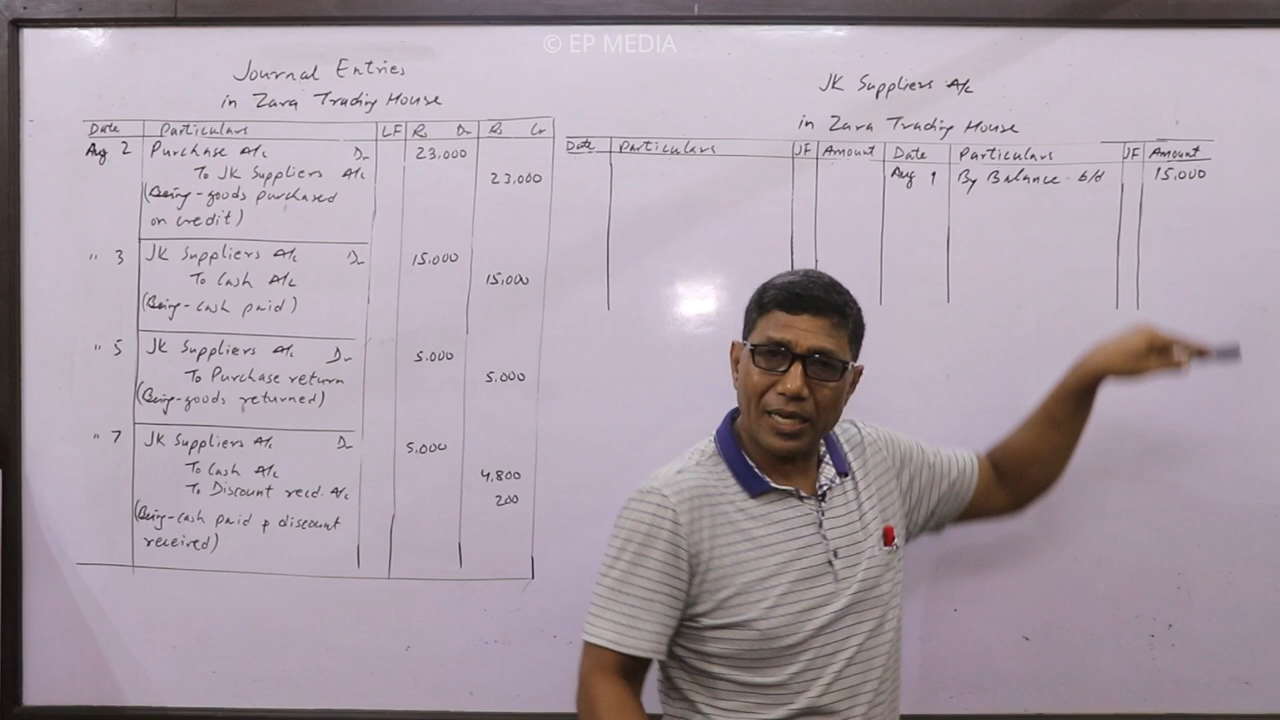 © EP MEDIA
Journal Entries
in Zara Trading House
Date Particulars LF Rs Dr Rs Cr
Aug 2 Purchase A/c Dr 23,000
To JK Suppliers A/c 23,000
(Being-goods purchased
on credit)
" 3 JK Suppliers A/c Dr 15,000
To Cash A/c 15,000
(Being-cash paid)
" 5 JK Suppliers A/c Dr 5,000
To Purchase return 5,000
(Being-goods returned)
" 7 JK Suppliers A/c Dr 5,000
To Cash A/c 4,800
To Discount recd. A/c 200
(Being-cash paid & discount
received)
JK Suppliers A/c
in Zara Trading House
Date Particulars JF Amount Date Particulars JF Amount
Aug 1 By Balance b/d 15,000